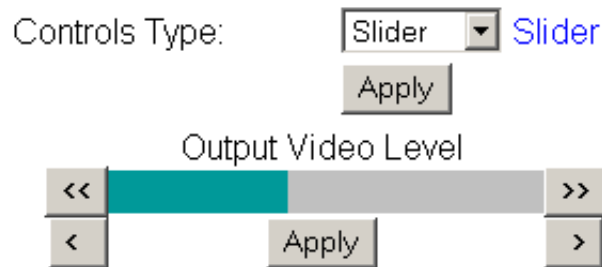 Controls Type: Slider Slider
Apply
Output Video Level
<< >>
< Apply >